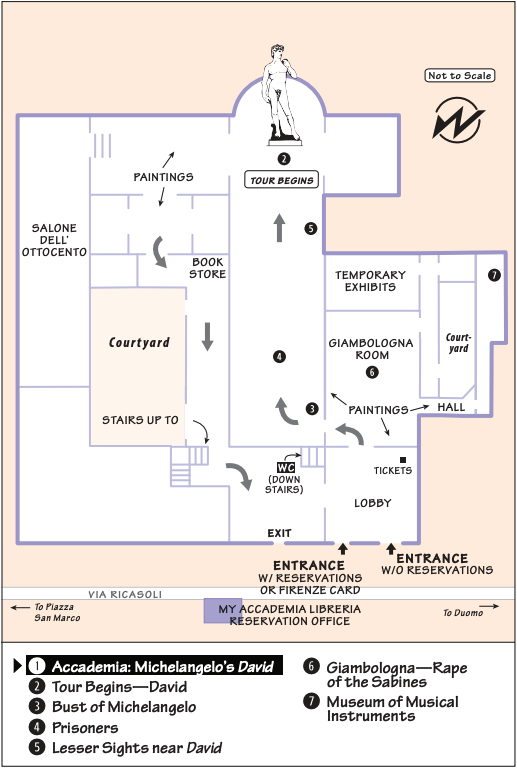 Not to Scale
2
TOUR BEGINS
PAINTINGS
SALONE
DELL'
OTTOCENTO
5
BOOK
STORE
TEMPORARY
EXHIBITS
7
Courtyard
GIAMBOLOGNA
ROOM
Court-
yard
4
6
STAIRS UP TO
3
PAINTINGS
HALL
WC
(DOWN
STAIRS)
TICKETS
LOBBY
EXIT
ENTRANCE
W/ RESERVATIONS
OR FIRENZE CARD
ENTRANCE
W/O RESERVATIONS
VIA RICASOLI
To Piazza
San Marco
MY ACCADEMIA LIBRERIA
RESERVATION OFFICE
To Duomo
1 Accademia: Michelangelo's David
2 Tour Begins—David
3 Bust of Michelangelo
4 Prisoners
5 Lesser Sights near David
6 Giambologna—Rape
of the Sabines
7 Museum of Musical
Instruments